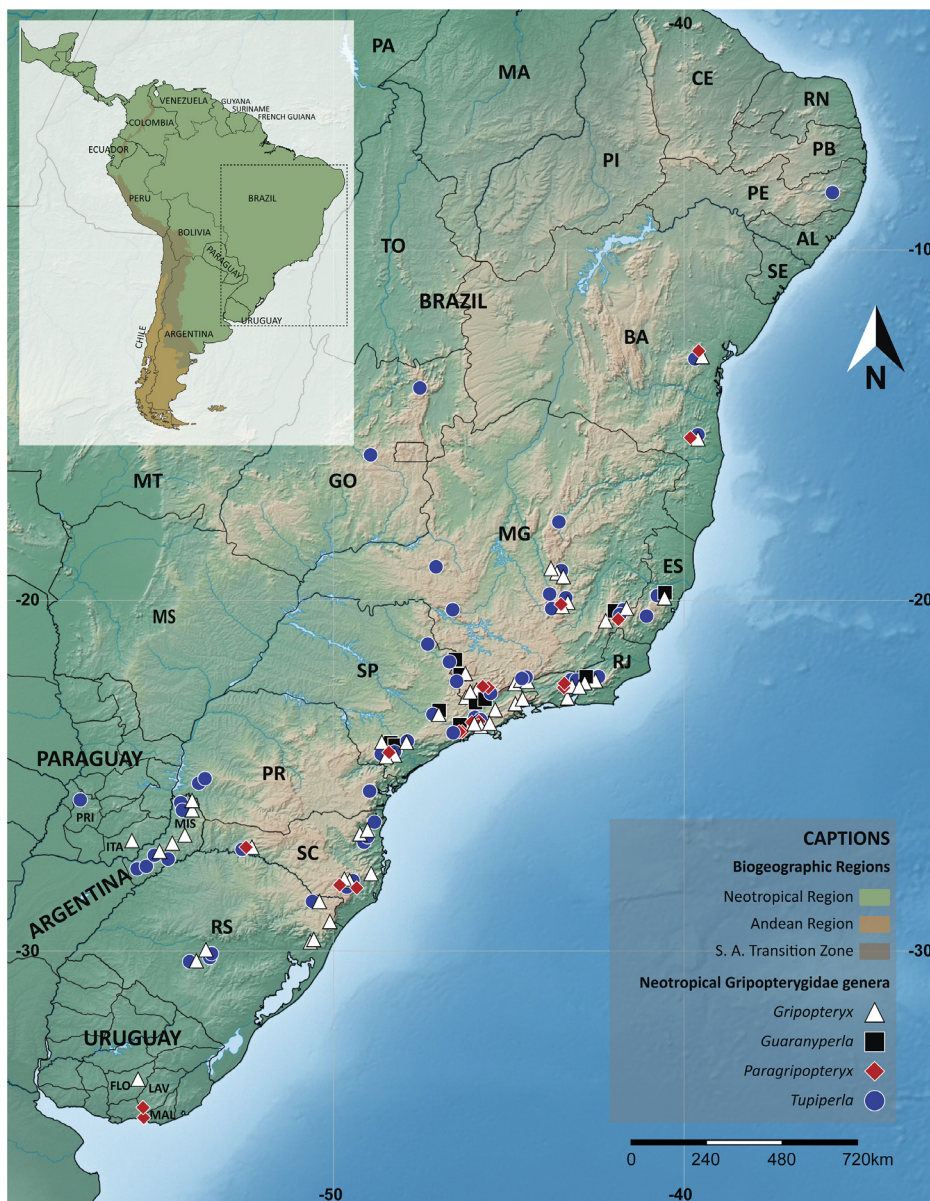 -40
PA
MA
CE
RN
PB
PI
PE
AL
SE
TO
-10
BRAZIL
BA
N
MT
GO
MG
ES
-20
-20
MS
SP
RJ
PARAGUAY
PRI
ITA
MIS
PR
SC
ARGENTINA
RS
-30
URUGUAY
FLO
LAV
MAL
-50
-40
VENEZUELA
GUYANA
SURINAME
FRENCH GUIANA
COLOMBIA
ECUADOR
PERU
BRAZIL
BOLIVIA
PARAGUAY
CHILE
ARGENTINA
URUGUAY
CAPTIONS
Biogeographic Regions
Neotropical Region
Andean Region
S. A. Transition Zone
Neotropical Gripopterygidae genera
Gripopteryx
Guaranyperla
Paragripopteryx
Tupiperla
0 240 480 720km